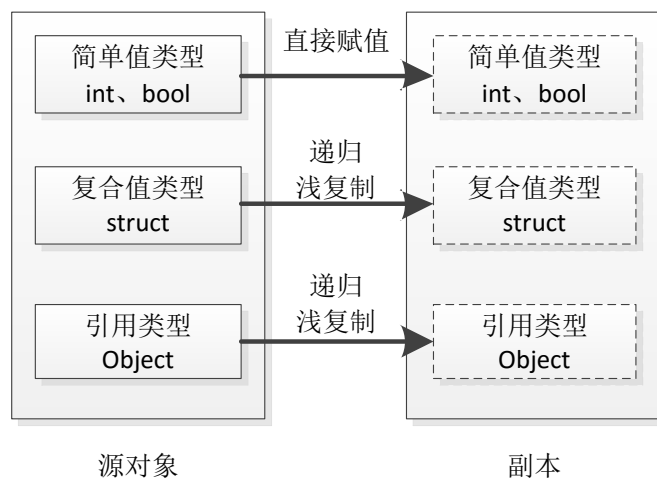 简单值类型
int、bool
直接赋值
简单值类型
int、bool
复合值类型
struct
递归
浅复制
复合值类型
struct
引用类型
Object
递归
浅复制
引用类型
Object
源对象
副本